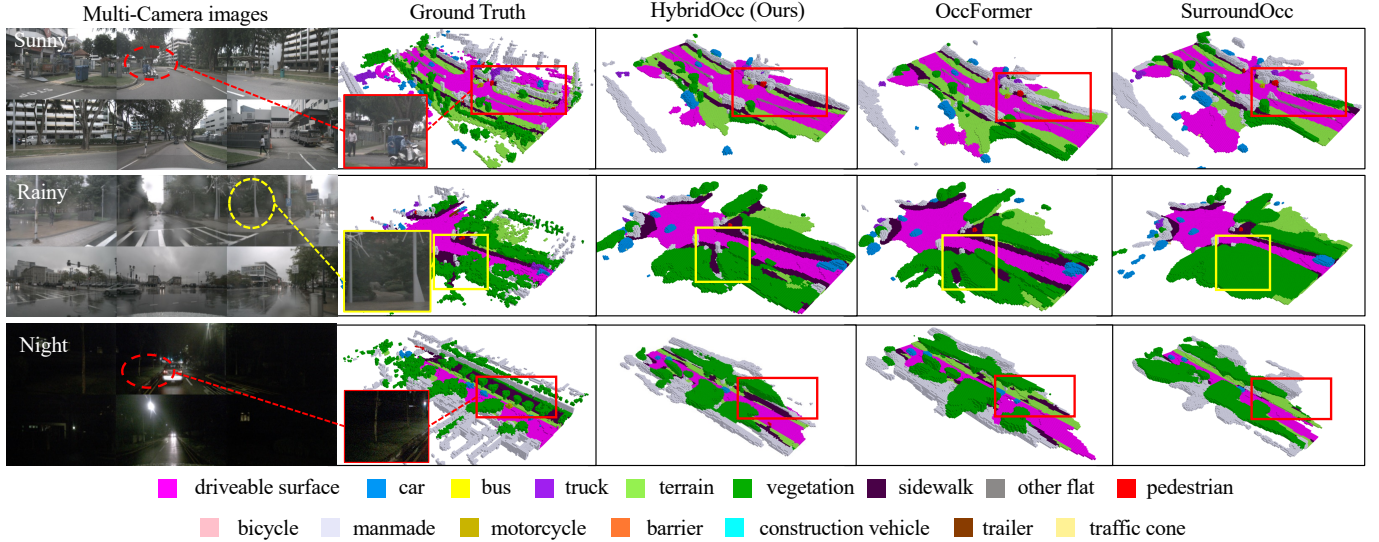 Multi-Camera images Ground Truth HybridOcc (Ours) OccFormer SurroundOcc
Sunny
Rainy
Night
driveable surface car bus truck terrain vegetation sidewalk other flat pedestrian
bicycle manmade motorcycle barrier construction vehicle trailer traffic cone